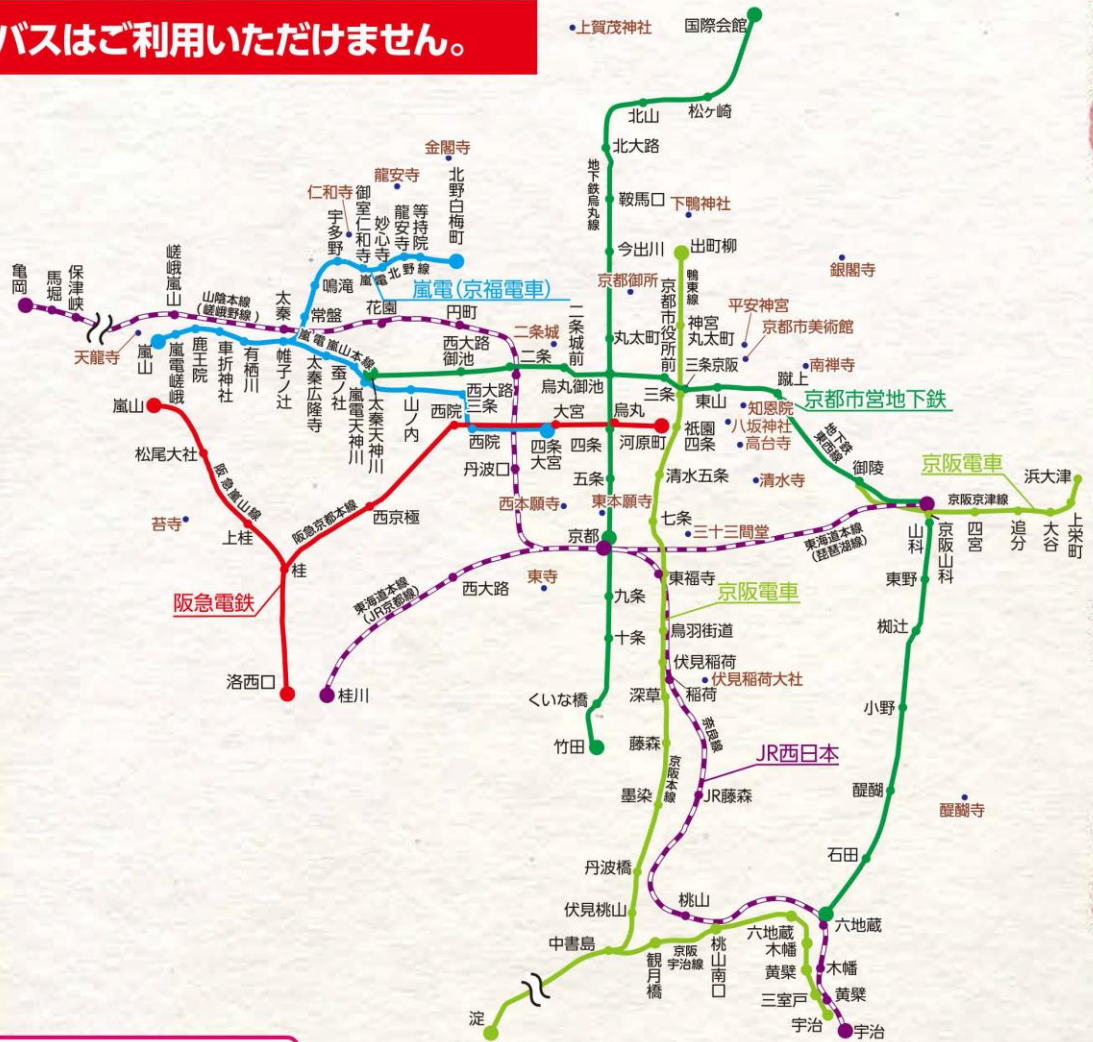 バスはご利用いただけません。
上賀茂神社
国際会館
北山
松ヶ崎
北大路
地下鉄烏丸線
鞍馬口
今出川
金閣寺
龍安寺
仁和寺
北野白梅町
等持院
龍安寺
妙心寺
御室仁和寺
宇多野
鳴滝
常盤
嵐電北野線
嵐電(京福電車)
下鴨神社
出町柳
鴨東線
銀閣寺
京都御所
京都市役所前
神宮
丸太町
平安神宮
京都市美術館
南禅寺
亀岡
馬堀
保津峡
嵯峨嵐山
山陰本線
(嵯峨野線)
太秦
花園
円町
二条城
二条城前
丸太町
天龍寺
嵐山
嵐電嵯峨
鹿王院
車折神社
有栖川
帷子ノ辻
嵐電嵐山本線
太秦広隆寺
蚕ノ社
嵐電天神川
太秦天神川
西大路
御池
二条
烏丸御池
三条京阪
三条
東山
蹴上
京都市営地下鉄
山ノ内
西大路
三条
西院
西院
四条
大宮
大宮
烏丸
四条
河原町
祇園
四条
知恩院
八坂神社
高台寺
地下鉄
東西線
御陵
京阪電車
浜大津
嵐山
松尾大社
阪急嵐山線
上桂
苔寺
桂
阪急京都本線
西京極
丹波口
五条
清水五条
清水寺
京阪京津線
四宮
追分
大谷
上栄町
西本願寺
東本願寺
七条
三十三間堂
京都
東海道本線
(琵琶湖線)
山科
京阪山科
東野
阪急電鉄
東海道本線
(JR京都線)
西大路
東寺
東福寺
九条
京阪電車
鳥羽街道
十条
椥辻
伏見稲荷
伏見稲荷大社
洛西口
桂川
くいな橋
深草
稲荷
小野
竹田
藤森
奈良線
京阪本線
JR西日本
墨染
JR藤森
醍醐
醍醐寺
丹波橋
石田
伏見桃山
桃山
六地蔵
中書島
京阪
宇治線
観月橋
桃山南口
六地蔵
木幡
木幡
黄檗
黄檗
三室戸
淀
宇治
宇治